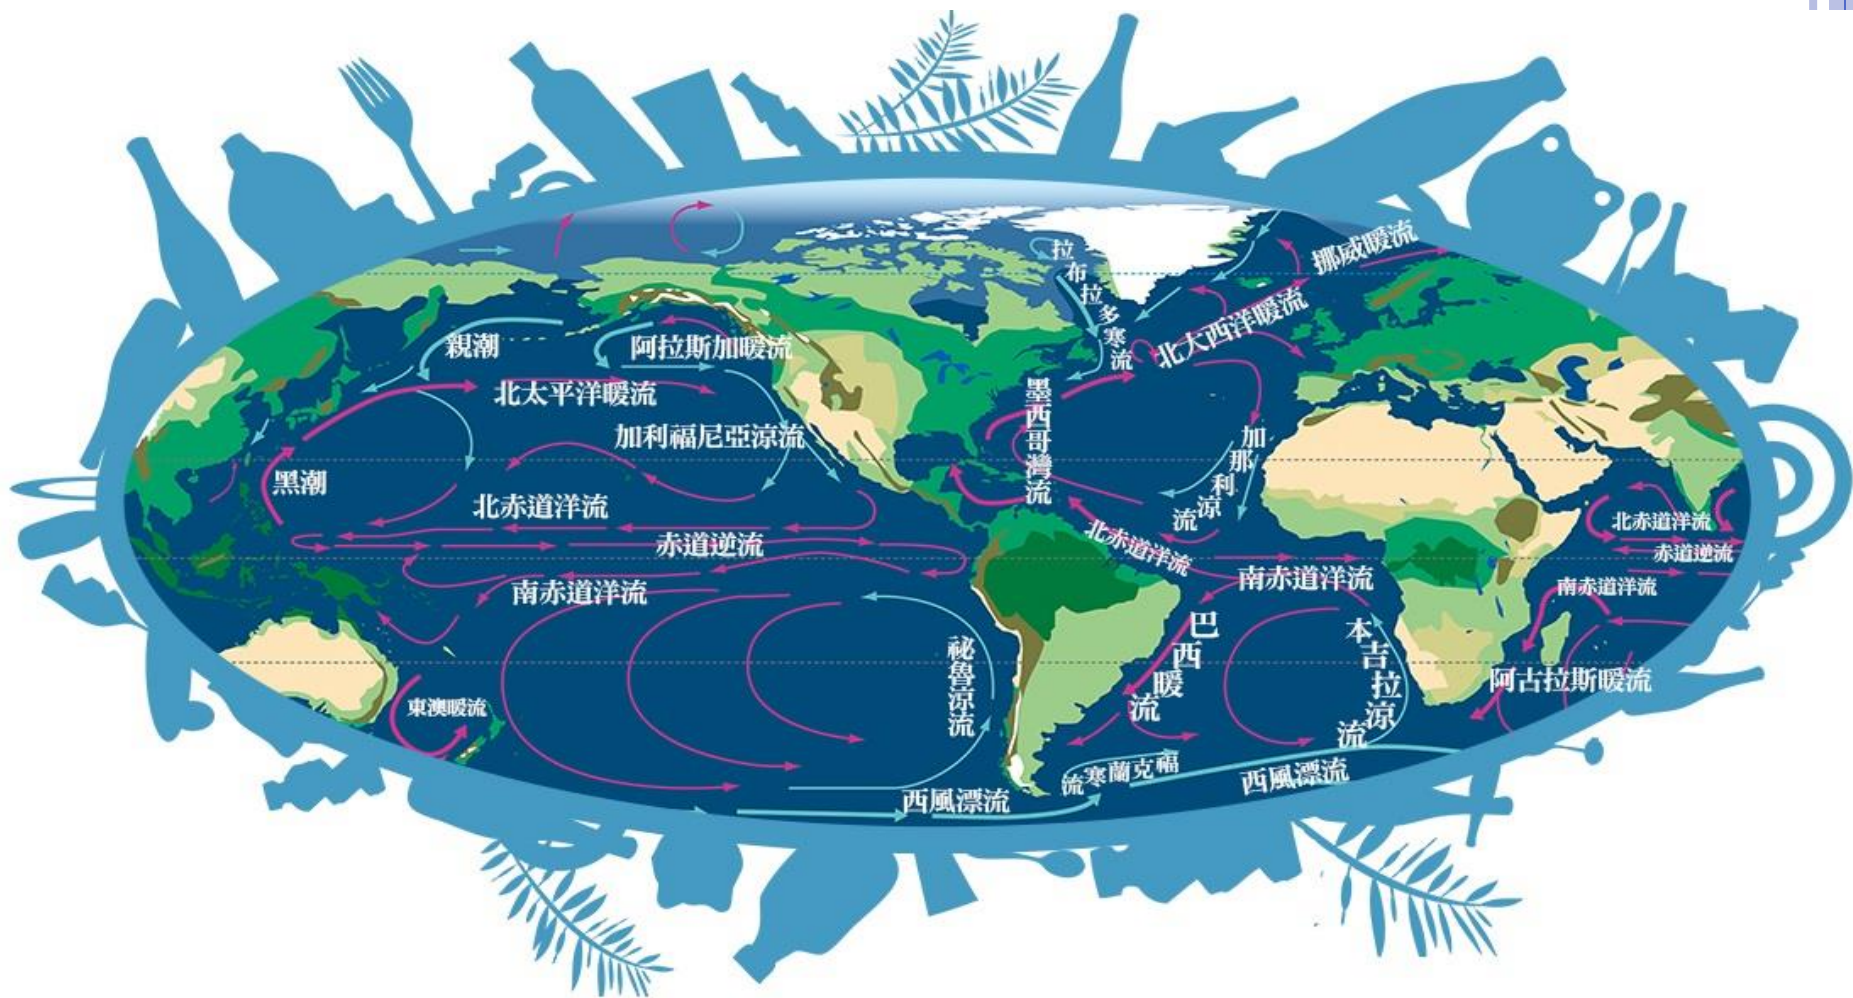 挪威暖流
拉布拉多寒流
北大西洋暖流
親潮
阿拉斯加暖流
北太平洋暖流
墨西哥灣流
加利福尼亞涼流
加那利涼流
黑潮
北赤道洋流
北赤道洋流
北赤道洋流
赤道逆流
赤道逆流
南赤道洋流
南赤道洋流
南赤道洋流
巴西暖流
本吉拉涼流
祕魯涼流
阿古拉斯暖流
東澳暖流
福克蘭寒流
西風漂流
西風漂流